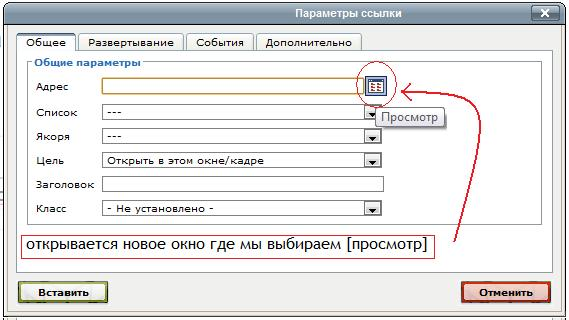 Параметры ссылки
Общее Развертывание События Дополнительно
Общие параметры
Адрес
Просмотр
Список ---
Якоря ---
Цель Открыть в этом окне/кадре
Заголовок
Класс - Не установлено -
открывается новое окно где мы выбираем [просмотр]
Вставить Отменить